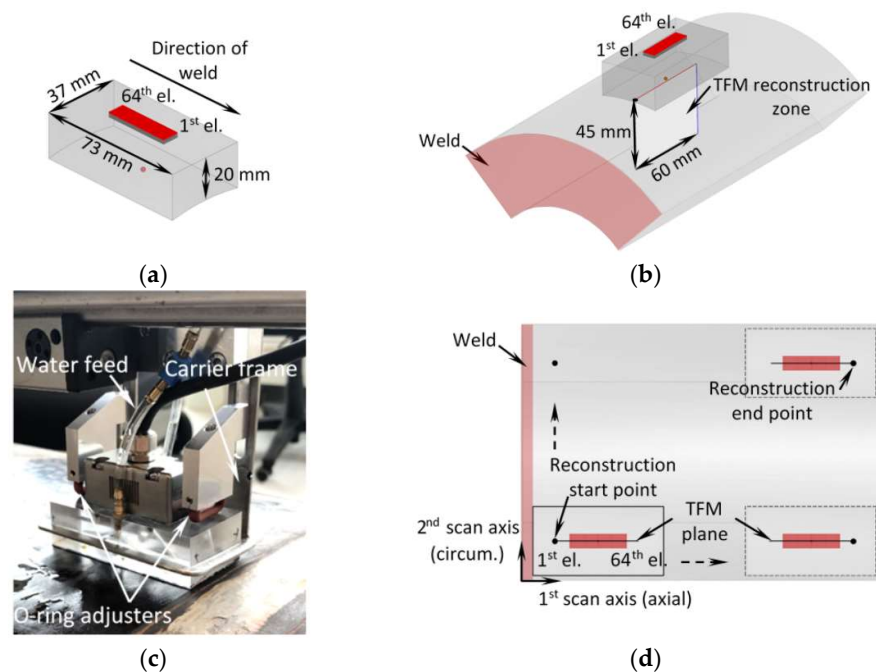 Direction of
weld
37 mm
64th el.
1st el.
73 mm
20 mm
(a)
64th el.
1st el.
TFM reconstruction
zone
45 mm
60 mm
Weld
(b)
Water feed
Carrier frame
O-ring adjusters
(c)
Weld
Reconstruction
end point
Reconstruction
start point
TFM
plane
2nd scan axis
(circum.)
1st el.
64th el.
1st scan axis (axial)
(d)